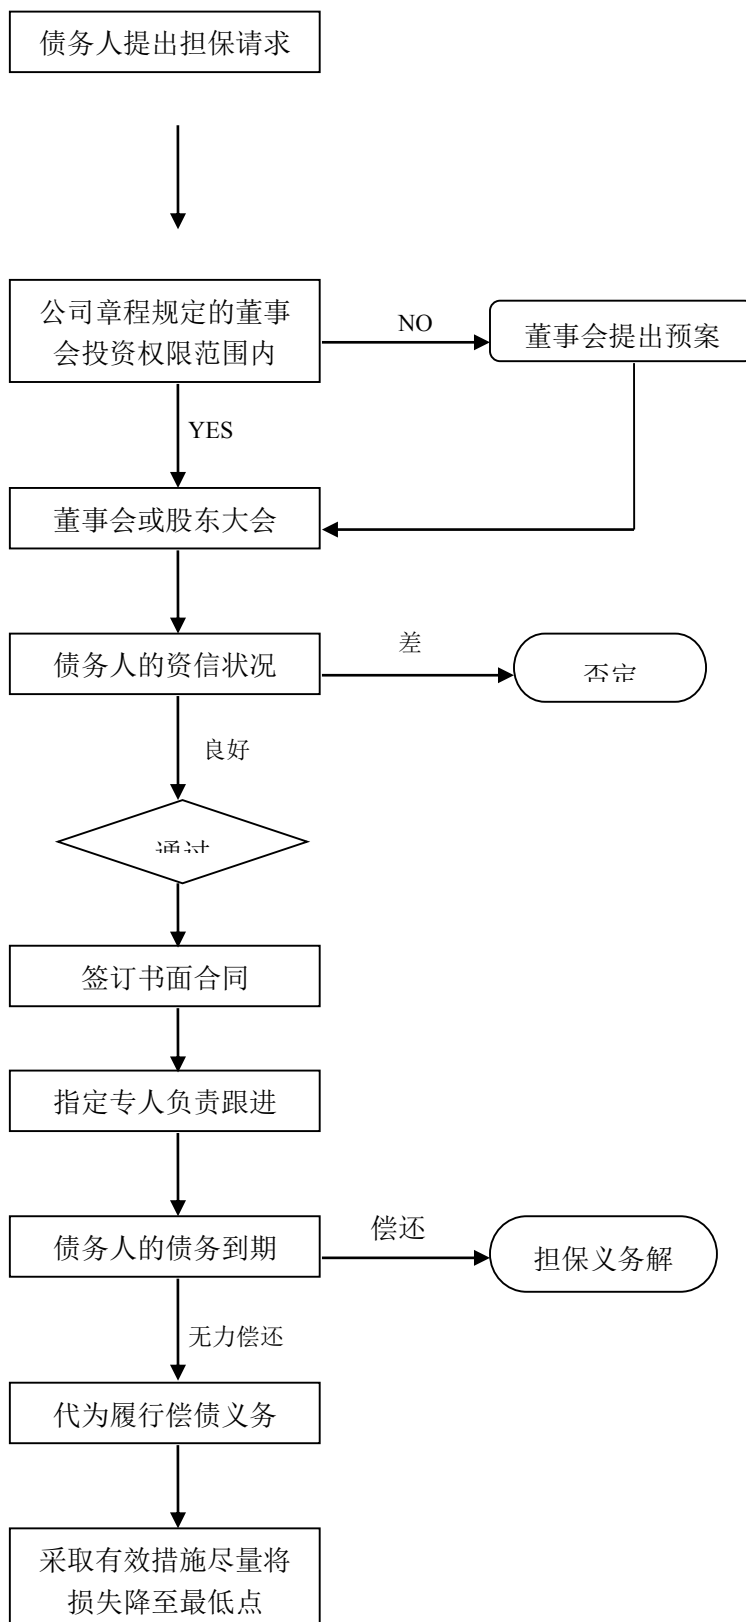 债务人提出担保请求
公司章程规定的董事
会投资权限范围内
NO
董事会提出预案
YES
董事会或股东大会
债务人的资信状况
差
否定
良好
通过
签订书面合同
指定专人负责跟进
债务人的债务到期
偿还
担保义务解
无力偿还
代为履行偿债义务
采取有效措施尽量将
损失降至最低点